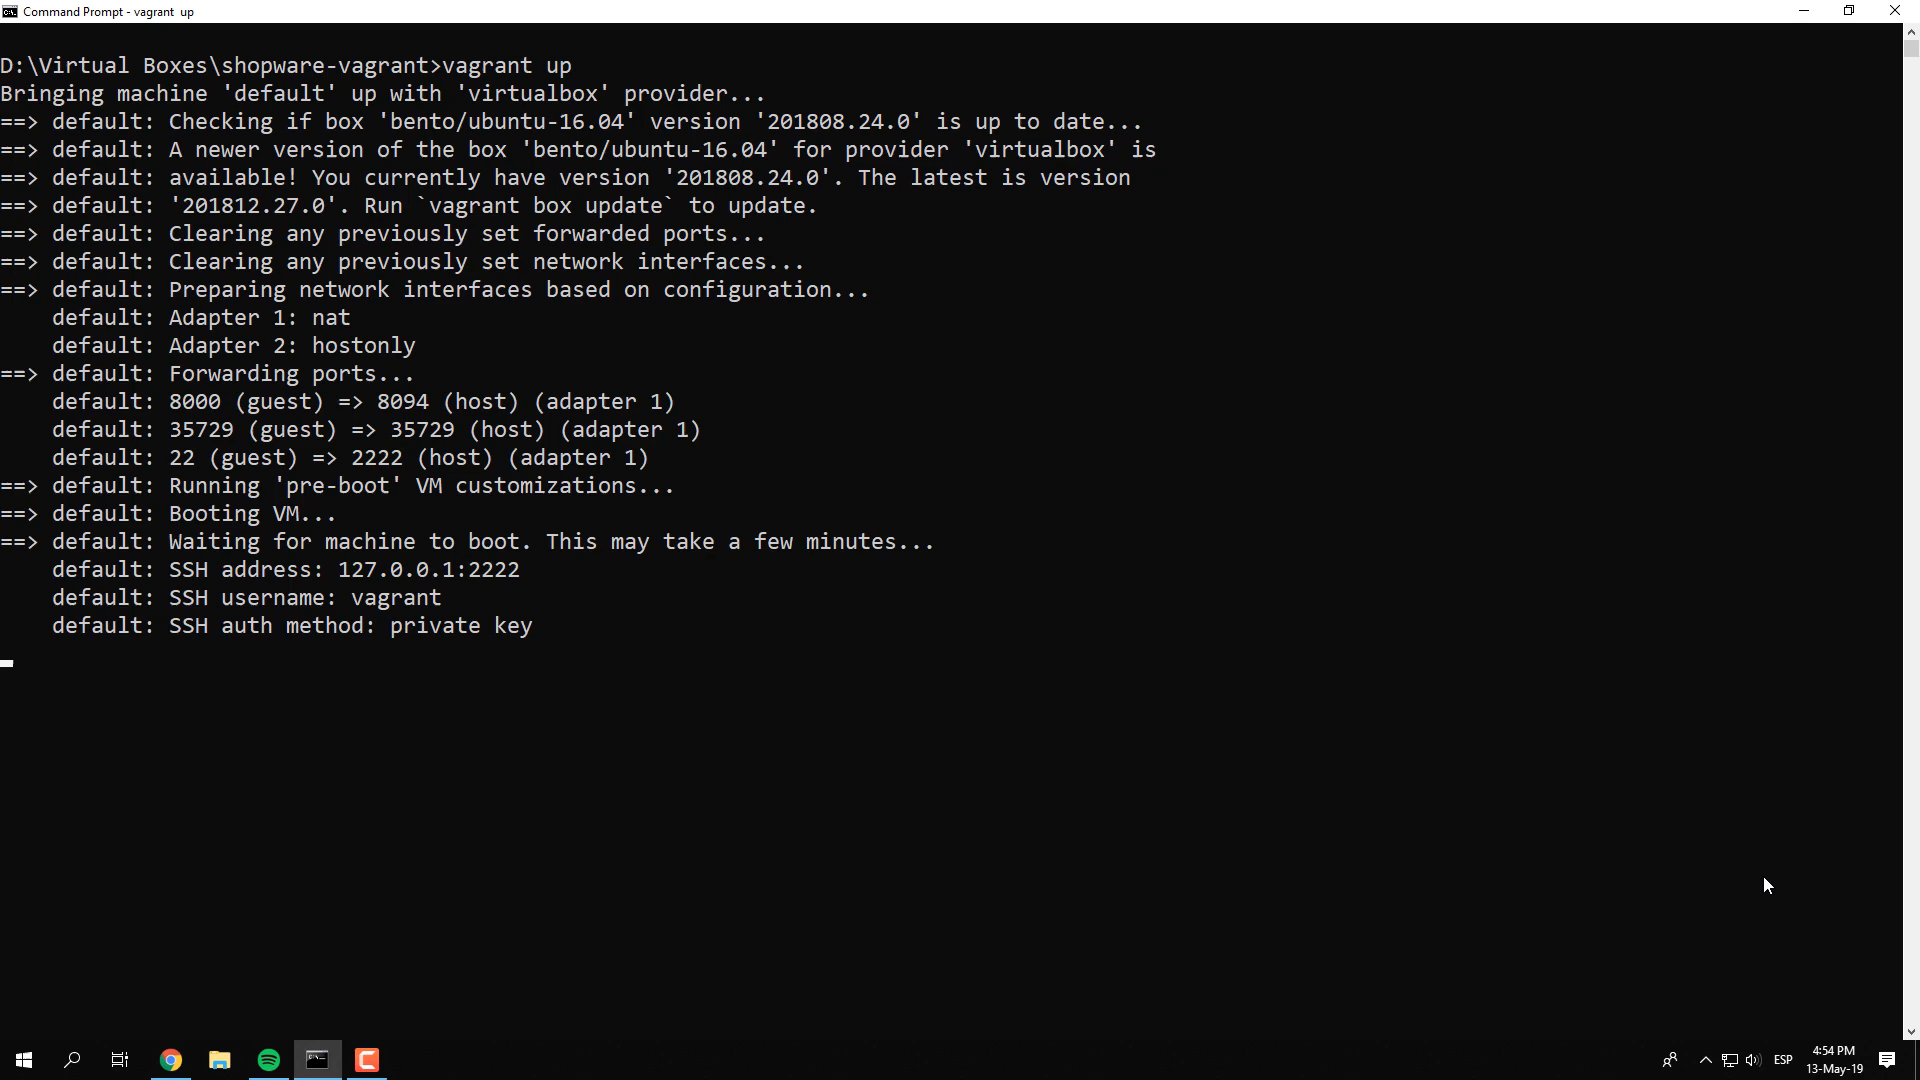 Command Prompt - vagrant  up
D:\Virtual Boxes\shopware-vagrant>vagrant up
Bringing machine 'default' up with 'virtualbox' provider...
==> default: Checking if box 'bento/ubuntu-16.04' version '201808.24.0' is up to date...
==> default: A newer version of the box 'bento/ubuntu-16.04' for provider 'virtualbox' is
==> default: available! You currently have version '201808.24.0'. The latest is version
==> default: '201812.27.0'. Run `vagrant box update` to update.
==> default: Clearing any previously set forwarded ports...
==> default: Clearing any previously set network interfaces...
==> default: Preparing network interfaces based on configuration...
    default: Adapter 1: nat
    default: Adapter 2: hostonly
==> default: Forwarding ports...
    default: 8000 (guest) => 8094 (host) (adapter 1)
    default: 35729 (guest) => 35729 (host) (adapter 1)
    default: 22 (guest) => 2222 (host) (adapter 1)
==> default: Running 'pre-boot' VM customizations...
==> default: Booting VM...
==> default: Waiting for machine to boot. This may take a few minutes...
    default: SSH address: 127.0.0.1:2222
    default: SSH username: vagrant
    default: SSH auth method: private key
ESP
4:54 PM
13-May-19